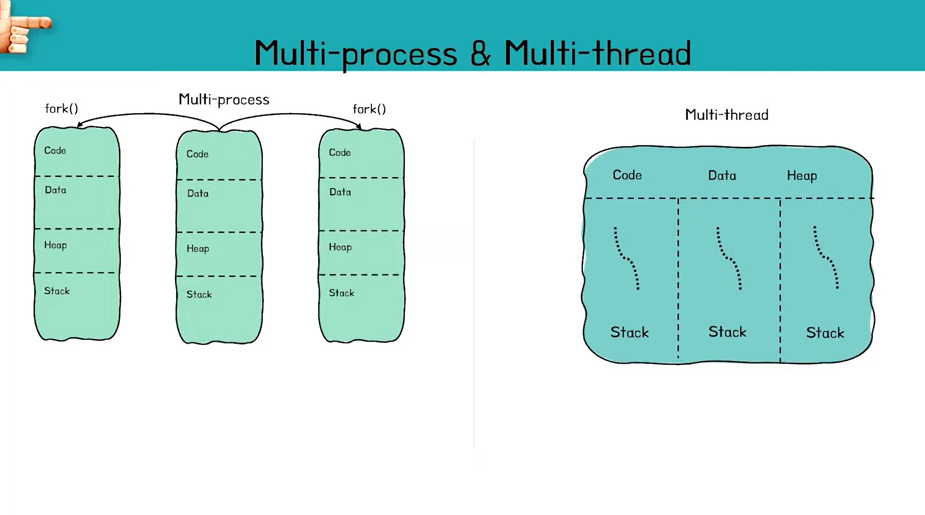 Multi-process & Multi-thread
Multi-process
fork()
fork()
Code
Data
Heap
Stack
Code
Data
Heap
Stack
Code
Data
Heap
Stack
Multi-thread
Code Data Heap
Stack Stack Stack